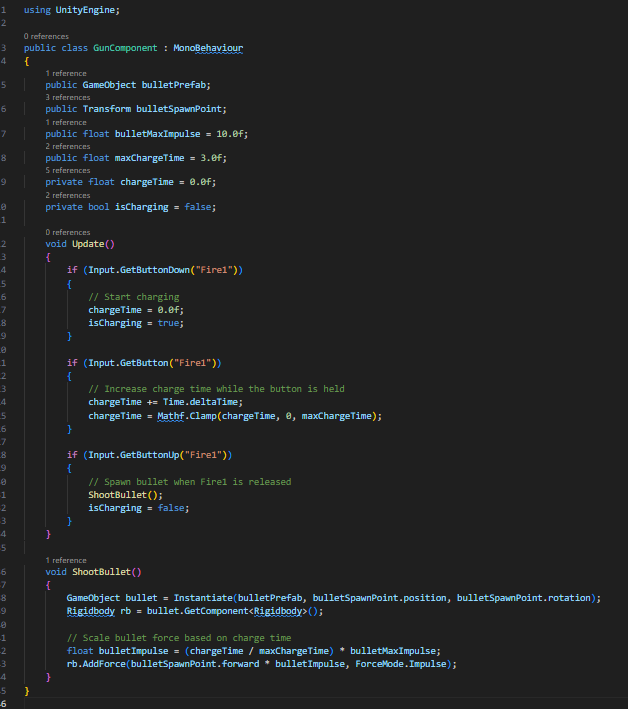 1 using UnityEngine;
2
0 references
3 public class GunComponent : MonoBehaviour
4 {
1 reference
5 public GameObject bulletPrefab;
3 references
6 public Transform bulletSpawnPoint;
1 reference
7 public float bulletMaxImpulse = 10.0f;
2 references
8 public float maxChargeTime = 3.0f;
5 references
9 private float chargeTime = 0.0f;
2 references
0 private bool isCharging = false;
1
0 references
2 void Update()
3 {
4 if (Input.GetButtonDown("Fire1"))
5 {
6 // Start charging
7 chargeTime = 0.0f;
8 isCharging = true;
9 }
0
1 if (Input.GetButton("Fire1"))
2 {
3 // Increase charge time while the button is held
4 chargeTime += Time.deltaTime;
5 chargeTime = Mathf.Clamp(chargeTime, 0, maxChargeTime);
6 }
7
8 if (Input.GetButtonUp("Fire1"))
9 {
0 // Spawn bullet when Fire1 is released
1 ShootBullet();
2 isCharging = false;
3 }
4 }
5
1 reference
6 void ShootBullet()
7 {
8 GameObject bullet = Instantiate(bulletPrefab, bulletSpawnPoint.position, bulletSpawnPoint.rotation);
9 Rigidbody rb = bullet.GetComponent<Rigidbody>();
0
1 // Scale bullet force based on charge time
2 float bulletImpulse = (chargeTime / maxChargeTime) * bulletMaxImpulse;
3 rb.AddForce(bulletSpawnPoint.forward * bulletImpulse, ForceMode.Impulse);
4 }
5 }
6